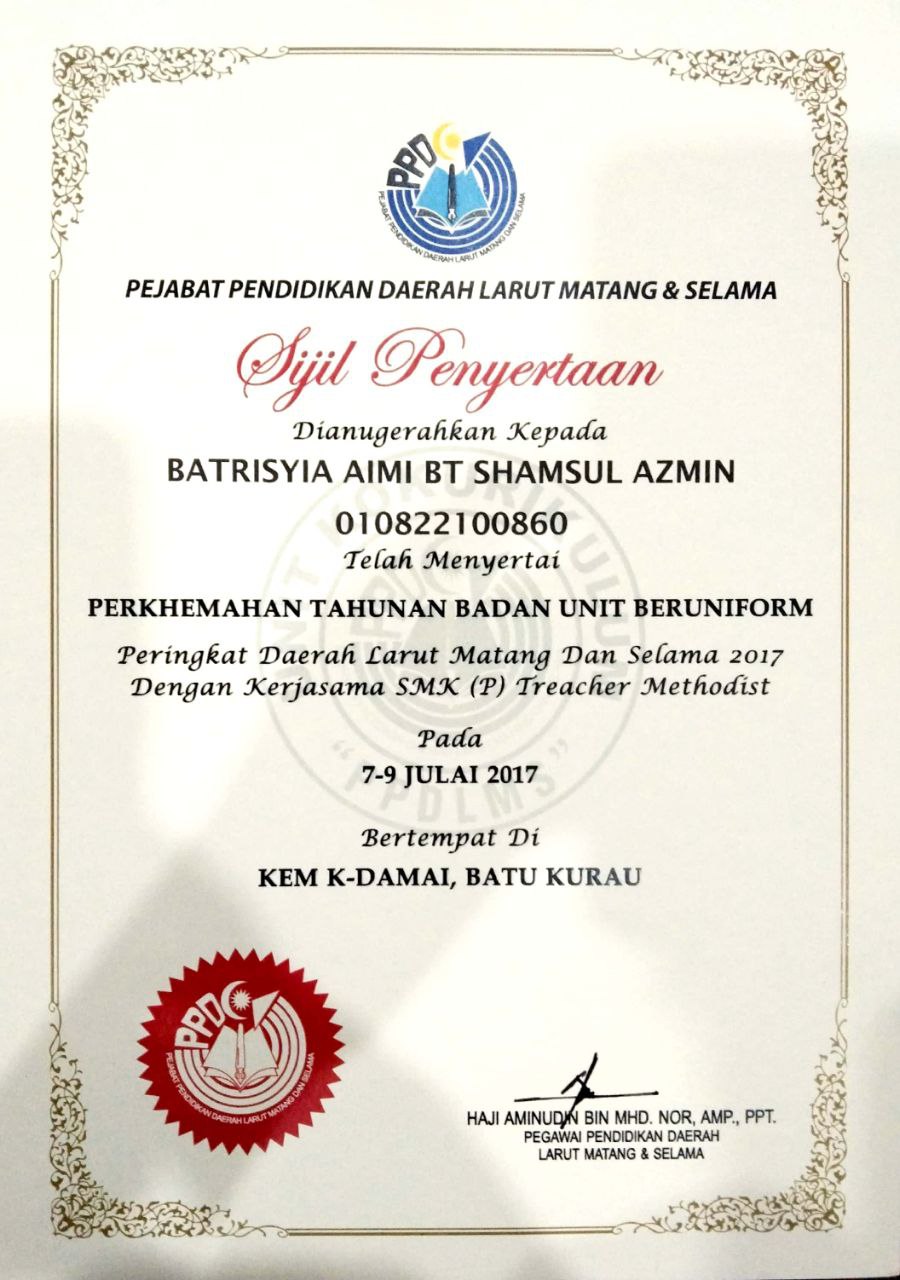 PPD
PEJABAT PENDIDIKAN DAERAH LARUT MATANG DAN SELAMA
PEJABAT PENDIDIKAN DAERAH LARUT MATANG & SELAMA
Sijil Penyertaan
Dianugerahkan Kepada
BATRISYIA AIMI BT SHAMSUL AZMIN
010822100860
Telah Menyertai
PERKHEMAHAN TAHUNAN BADAN UNIT BERUNIFORM
Peringkat Daerah Larut Matang Dan Selama 2017
Dengan Kerjasama SMK (P) Treacher Methodist
Pada
7-9 JULAI 2017
Bertempat Di
KEM K-DAMAI, BATU KURAU
UNIT KOKURIKULUM
"PPDLMS"
PPD
PEJABAT PENDIDIKAN DAERAH LARUT MATANG DAN SELAMA
HAJI AMINUDIN BIN MHD. NOR, AMP., PPT.
PEGAWAI PENDIDIKAN DAERAH
LARUT MATANG & SELAMA